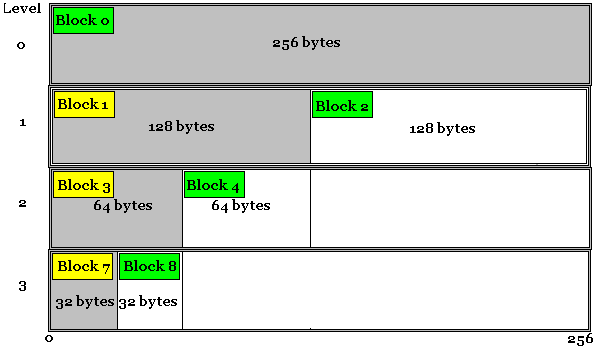 Level
Block 0
0
256 bytes
Block 1
Block 2
1
128 bytes
128 bytes
Block 3
Block 4
2
64 bytes
64 bytes
Block 7
Block 8
3
32 bytes
32 bytes
0
256